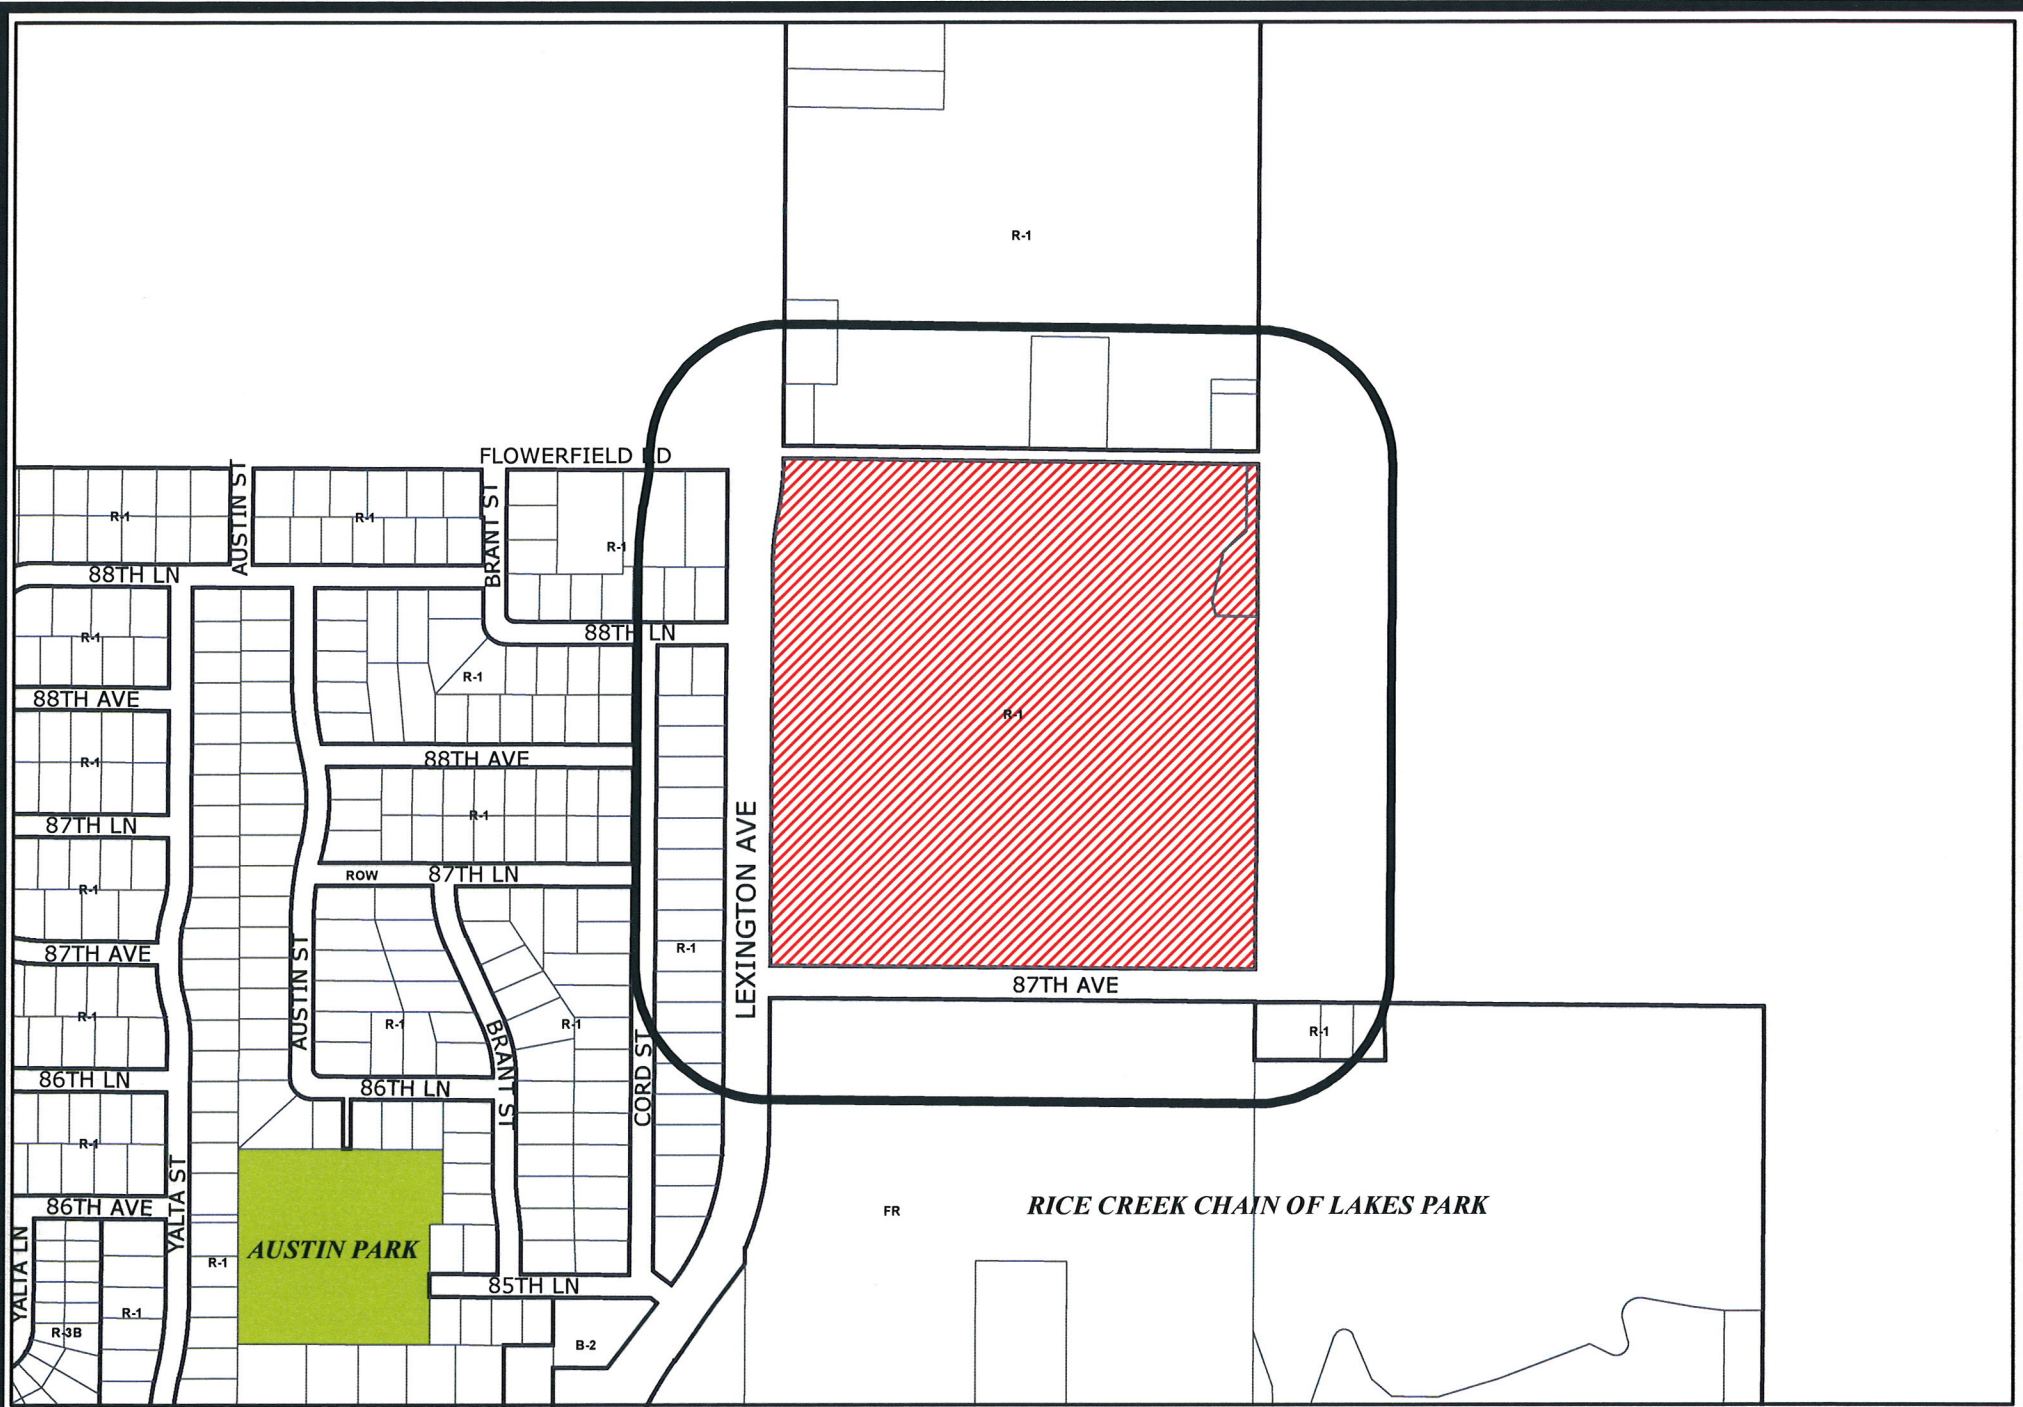 R-1
FLOWERFIELD RD
AUSTIN ST
BRANT ST
R-1
R-1
R-1
88TH LN
88TH LN
R-1
R-1
88TH AVE
R-1
88TH AVE
R-1
R-1
87TH LN
LEXINGTON AVE
ROW
87TH LN
R-1
R-1
87TH AVE
AUSTIN ST
87TH AVE
R-1
R-1
R-1
BRANT ST
R-1
CORD ST
86TH LN
86TH LN
R-1
YALTA ST
86TH AVE
FR
RICE CREEK CHAIN OF LAKES PARK
YALTA LN
AUSTIN PARK
R-1
85TH LN
R-1
R-3B
B-2